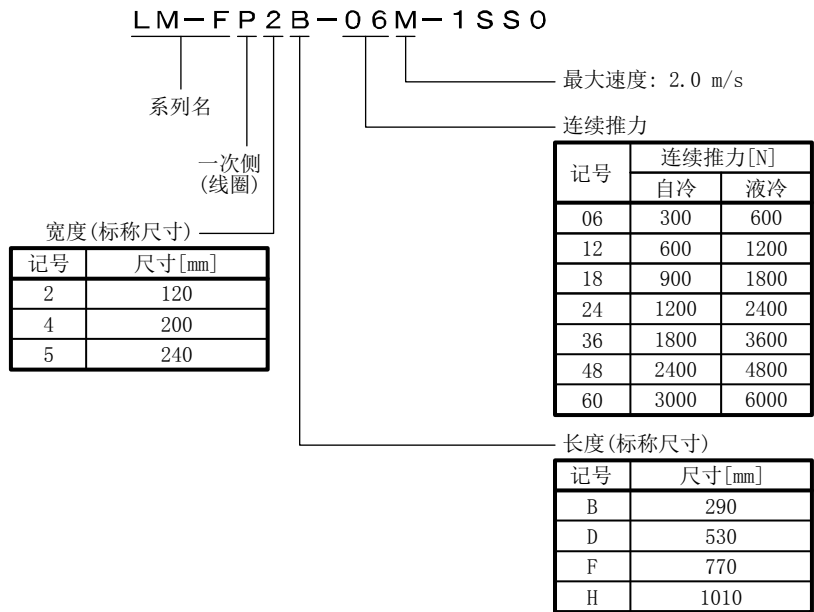 LM-FP2B-06M-1SS0
最大速度: 2.0 m/s
系列名
连续推力
一次侧
(线圈)
记号 连续推力[N]
自冷 液冷
06 300 600
12 600 1200
18 900 1800
24 1200 2400
36 1800 3600
48 2400 4800
60 3000 6000
宽度(标称尺寸)
记号 尺寸[mm]
2 120
4 200
5 240
长度(标称尺寸)
记号 尺寸[mm]
B 290
D 530
F 770
H 1010